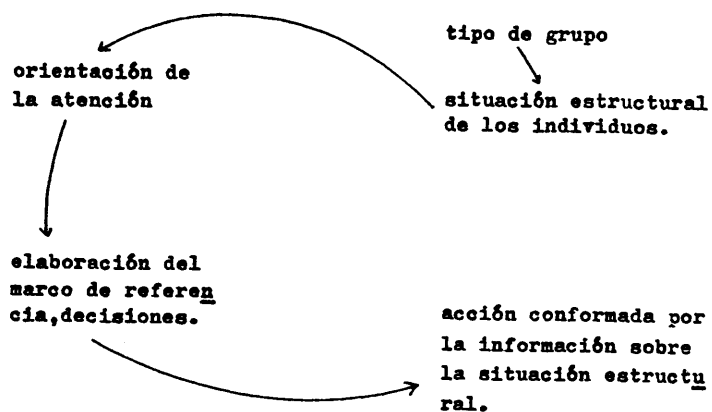 tipo de grupo
situación estructural
de los individuos.
orientación de
la atención
elaboración del
marco de referen
cia,decisiones.
acción conformada por
la información sobre
la situación estructu
ral.